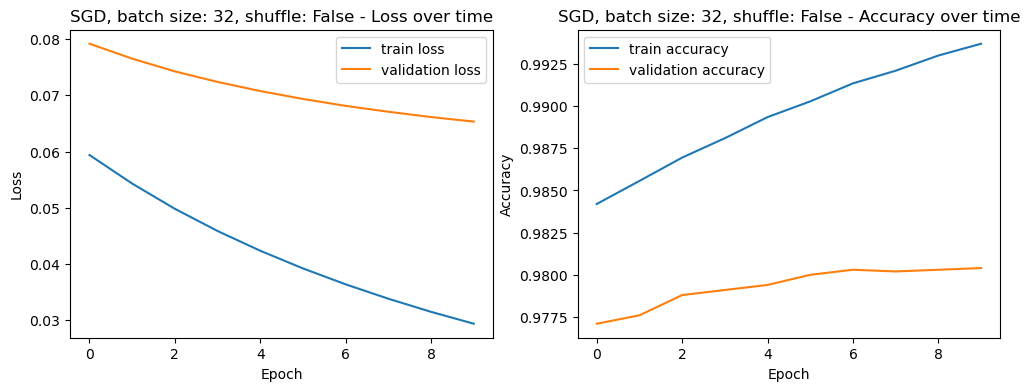 SGD, batch size: 32, shuffle: False - Loss over time
0.08
0.07
0.06
0.05
0.04
0.03
Loss
train loss
validation loss
0 2 4 6 8
Epoch
SGD, batch size: 32, shuffle: False - Accuracy over time
0.9925
0.9900
0.9875
0.9850
0.9825
0.9800
0.9775
Accuracy
train accuracy
validation accuracy
0 2 4 6 8
Epoch